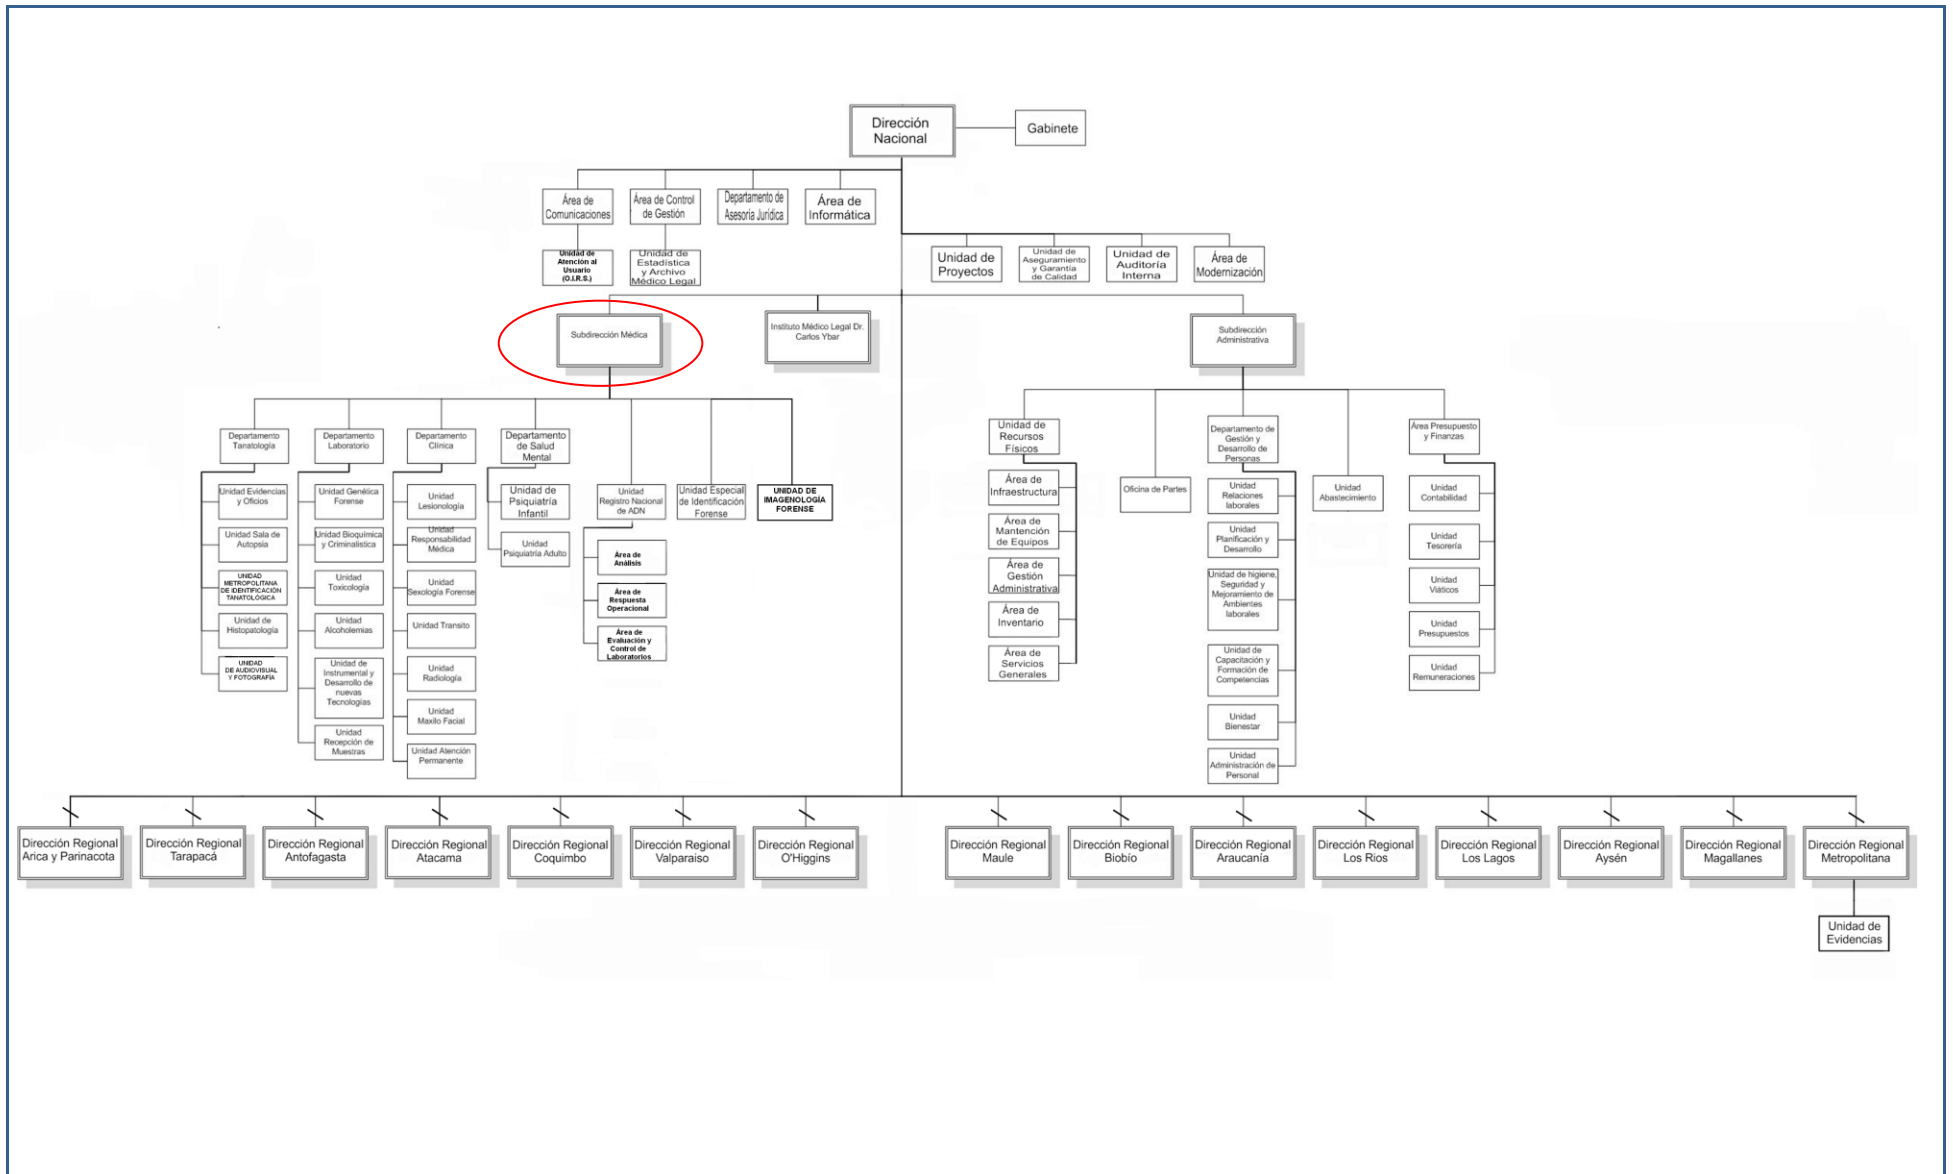 Dirección
Nacional
Gabinete
Área de
Comunicaciones
Área de Control
de Gestión
Departamento de
Asesoría Jurídica
Área de
Informática
Unidad de
Atención al
Usuario
(O.I.R.S.)
Unidad de
Estadística
y Archivo
Médico Legal
Unidad de
Proyectos
Unidad de
Aseguramiento
y Garantía
de Calidad
Unidad de
Auditoría
Interna
Área de
Modernización
Subdirección Médica
Instituto Médico Legal Dr.
Carlos Ybar
Subdirección
Administrativa
Departamento
Tanatología
Departamento
Laboratorio
Departamento
Clínica
Departamento
de Salud
Mental
Unidad de
Recursos
Físicos
Departamento de
Gestión y
Desarrollo de
Personas
Área Presupuesto
y Finanzas
Unidad Evidencias
y Oficios
Unidad Sala de
Autopsia
UNIDAD
METROPOLITANA
DE IDENTIFICACIÓN
TANATOLÓGICA
Unidad de
Histopatología
UNIDAD
DE AUDIOVISUAL
Y FOTOGRAFÍA
Unidad Genética
Forense
Unidad Bioquímica
y Criminalistica
Unidad
Toxicología
Unidad
Alcoholemias
Unidad de
Instrumental y
Desarrollo de
nuevas
Tecnologías
Unidad
Recepción de
Muestras
Unidad
Lesionología
Unidad
Responsabilidad
Médica
Unidad
Sexología Forense
Unidad Transito
Unidad
Radiología
Unidad
Maxilo Facial
Unidad Atención
Permanente
Unidad de
Psiquiatría
Infantil
Unidad
Psiquiatría Adulto
Unidad
Registro Nacional
de ADN
Área de
Análisis
Área de
Respuesta
Operacional
Área de
Evaluación y
Control de
Laboratorios
Unidad Especial
de Identificación
Forense
UNIDAD DE
IMAGENOLOGÍA
FORENSE
Área de
Infraestructura
Área de
Mantención
de Equipos
Área de
Gestión
Administrativa
Área de
Inventario
Área de
Servicios
Generales
Oficina de Partes
Unidad
Relaciones
laborales
Unidad
Planificación y
Desarrollo
Unidad de higiene,
Seguridad y
Mejoramiento de
Ambientes
laborales
Unidad de
Capacitación y
Formación de
Competencias
Unidad
Bienestar
Unidad
Administración de
Personal
Unidad
Abastecimiento
Unidad
Contabilidad
Unidad
Tesorería
Unidad
Viáticos
Unidad
Presupuestos
Unidad
Remuneraciones
Dirección Regional
Arica y Parinacota
Dirección Regional
Tarapacá
Dirección Regional
Antofagasta
Dirección Regional
Atacama
Dirección Regional
Coquimbo
Dirección Regional
Valparaiso
Dirección Regional
O'Higgins
Dirección Regional
Maule
Dirección Regional
Biobío
Dirección Regional
Araucanía
Dirección Regional
Los Rios
Dirección Regional
Los Lagos
Dirección Regional
Aysén
Dirección Regional
Magallanes
Dirección Regional
Metropolitana
Unidad de
Evidencias